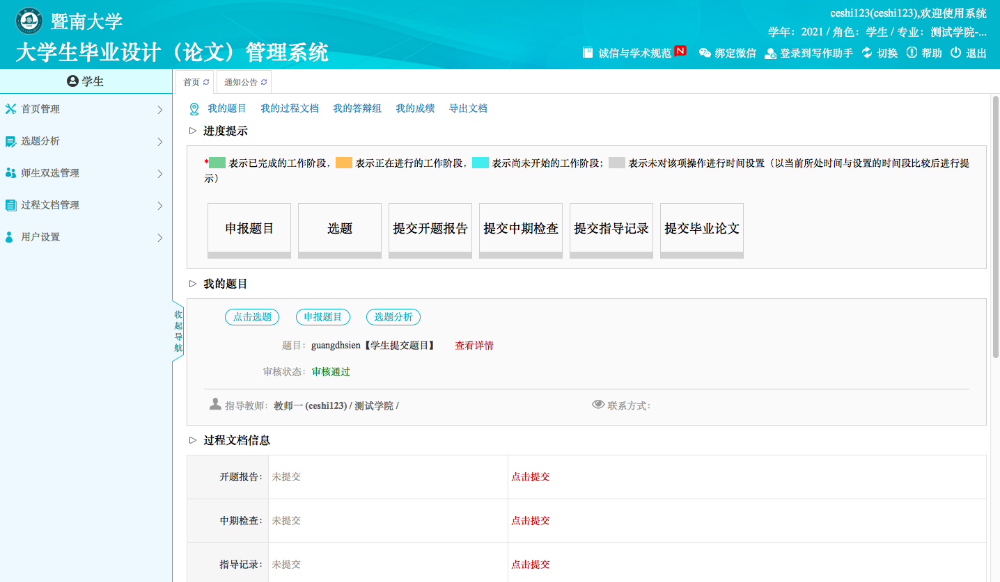 暨南大学
大学生毕业设计（论文）管理系统
ceshi123(ceshi123),欢迎使用系统
学年：2021 / 角色：学生 / 专业：测试学院-...
诚信与学术规范 N 绑定微信 登录到写作助手 切换 帮助 退出
学生
首页管理
选题分析
师生双选管理
过程文档管理
用户设置
收起导航
首页 通知公告
我的题目 我的过程文档 我的答辩组 我的成绩 导出文档
进度提示
* 表示已完成的工作阶段， 表示正在进行的工作阶段， 表示尚未开始的工作阶段； 表示未对该项操作进行时间设置（以当前所处时间与设置的时间段比较后进行提
示）
申报题目 选题 提交开题报告 提交中期检查 提交指导记录 提交毕业论文
我的题目
点击选题 申报题目 选题分析
题目：guangdhsien【学生提交题目】 查看详情
审核状态：审核通过
指导教师：教师一 (ceshi123) / 测试学院 / 联系方式：
过程文档信息
开题报告： 未提交 点击提交
中期检查： 未提交 点击提交
指导记录： 未提交 点击提交